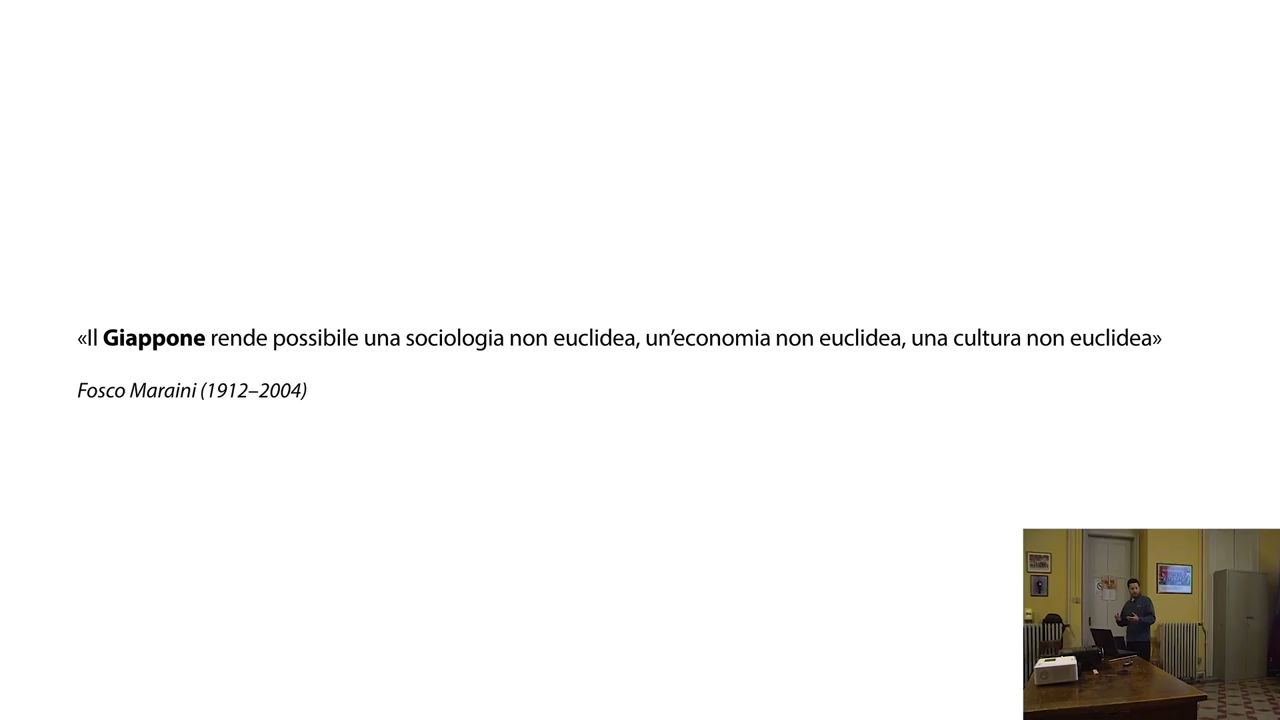 «Il Giappone rende possibile una sociologia non euclidea, un’economia non euclidea, una cultura non euclidea»
Fosco Maraini (1912–2004)